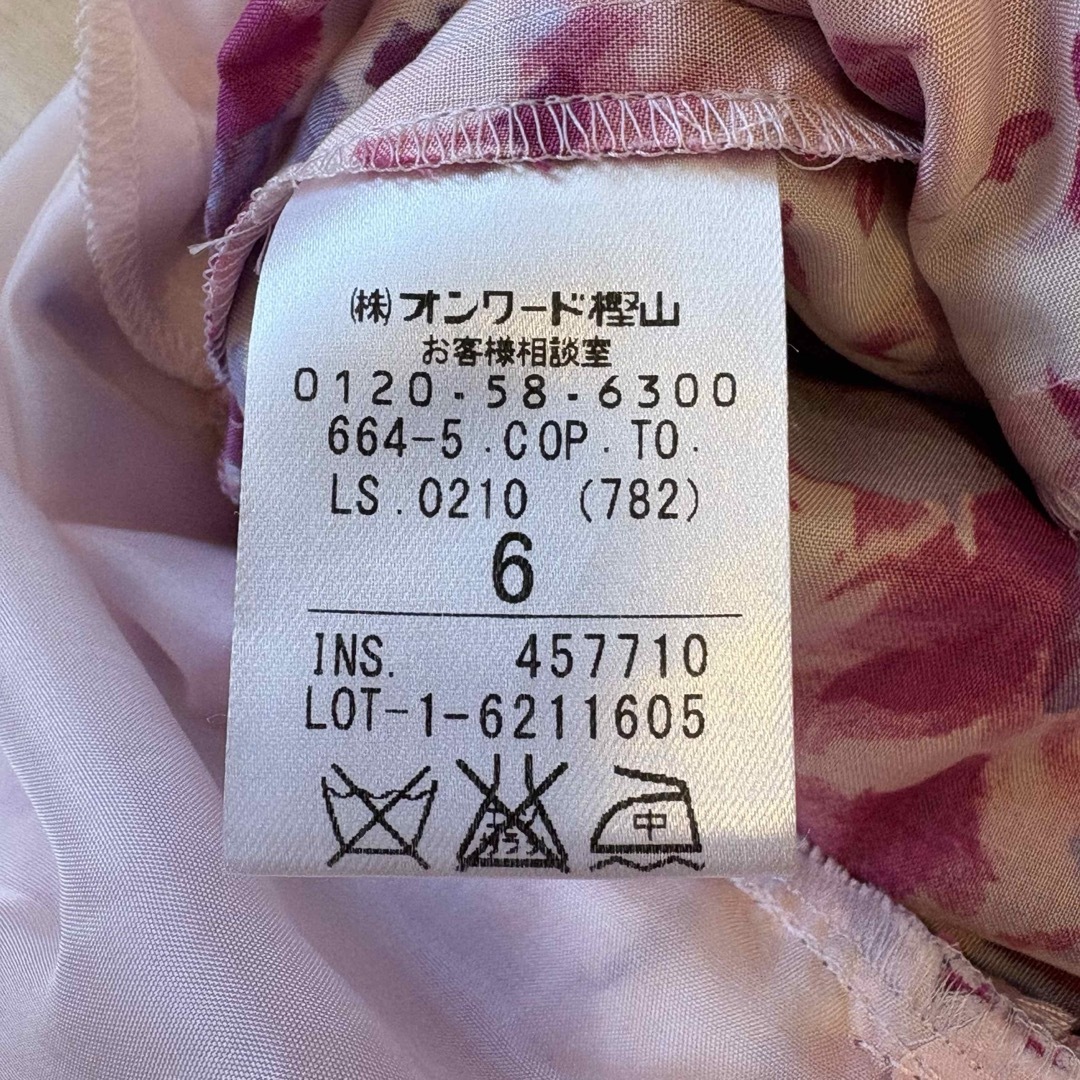 ㈱オンワード樫山
お客様相談室
0120-58-6300
664-5.COP.TO.
LS.0210 (782)
6
INS. 457710
LOT-1-6211605
中